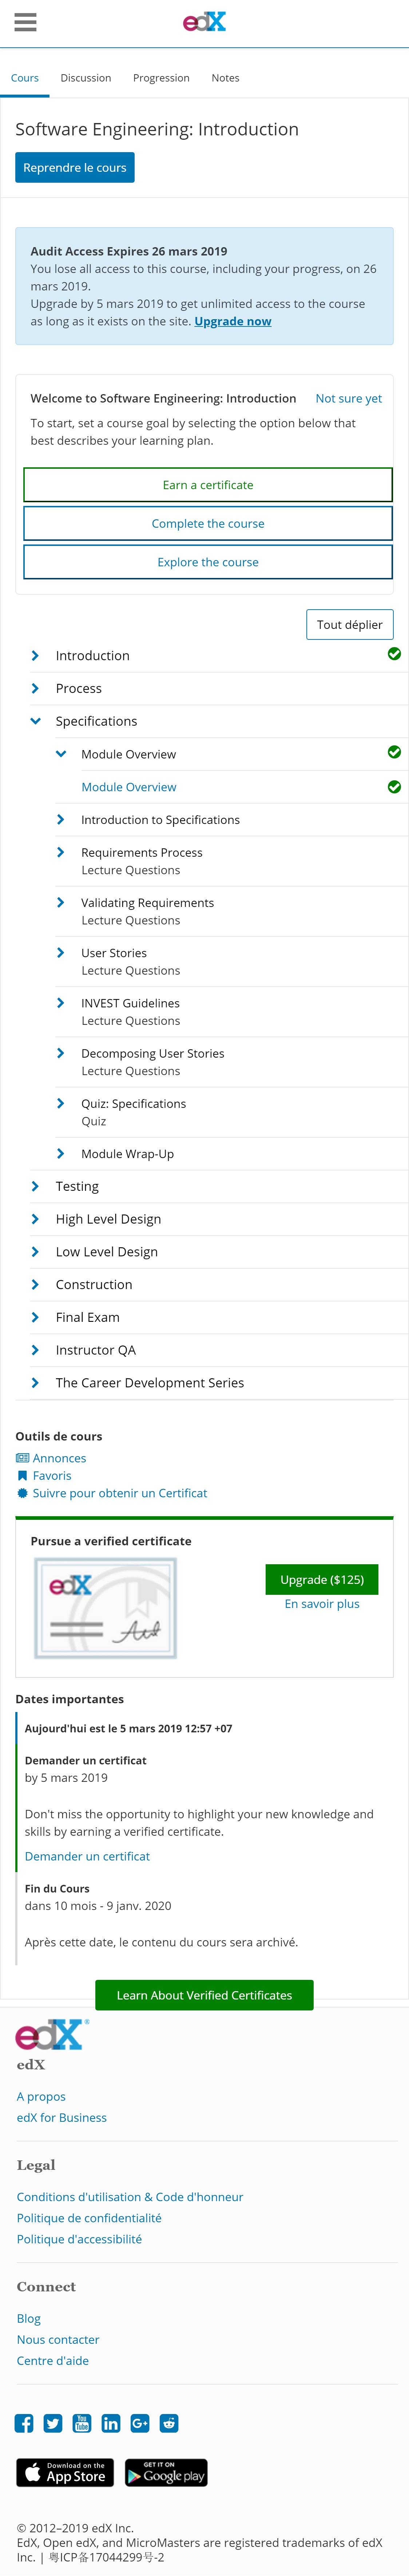 edX
Cours Discussion Progression Notes
Software Engineering: Introduction
Reprendre le cours
Audit Access Expires 26 mars 2019
You lose all access to this course, including your progress, on 26
mars 2019.
Upgrade by 5 mars 2019 to get unlimited access to the course
as long as it exists on the site. Upgrade now
Welcome to Software Engineering: Introduction Not sure yet
To start, set a course goal by selecting the option below that
best describes your learning plan.
Earn a certificate
Complete the course
Explore the course
Tout déplier
Introduction
Process
Specifications
Module Overview
Module Overview
Introduction to Specifications
Requirements Process
Lecture Questions
Validating Requirements
Lecture Questions
User Stories
Lecture Questions
INVEST Guidelines
Lecture Questions
Decomposing User Stories
Lecture Questions
Quiz: Specifications
Quiz
Module Wrap-Up
Testing
High Level Design
Low Level Design
Construction
Final Exam
Instructor QA
The Career Development Series
Outils de cours
Annonces
Favoris
Suivre pour obtenir un Certificat
Pursue a verified certificate
edX
Upgrade ($125)
En savoir plus
Dates importantes
Aujourd'hui est le 5 mars 2019 12:57 +07
Demander un certificat
by 5 mars 2019
Don't miss the opportunity to highlight your new knowledge and
skills by earning a verified certificate.
Demander un certificat
Fin du Cours
dans 10 mois - 9 janv. 2020
Après cette date, le contenu du cours sera archivé.
Learn About Verified Certificates
edX®
edX
A propos
edX for Business
Legal
Conditions d'utilisation & Code d'honneur
Politique de confidentialité
Politique d'accessibilité
Connect
Blog
Nous contacter
Centre d'aide
You Tube in G+
Download on the App Store
GET IT ON Google play
© 2012–2019 edX Inc.
EdX, Open edX, and MicroMasters are registered trademarks of edX
Inc. | 粤ICP备17044299号-2